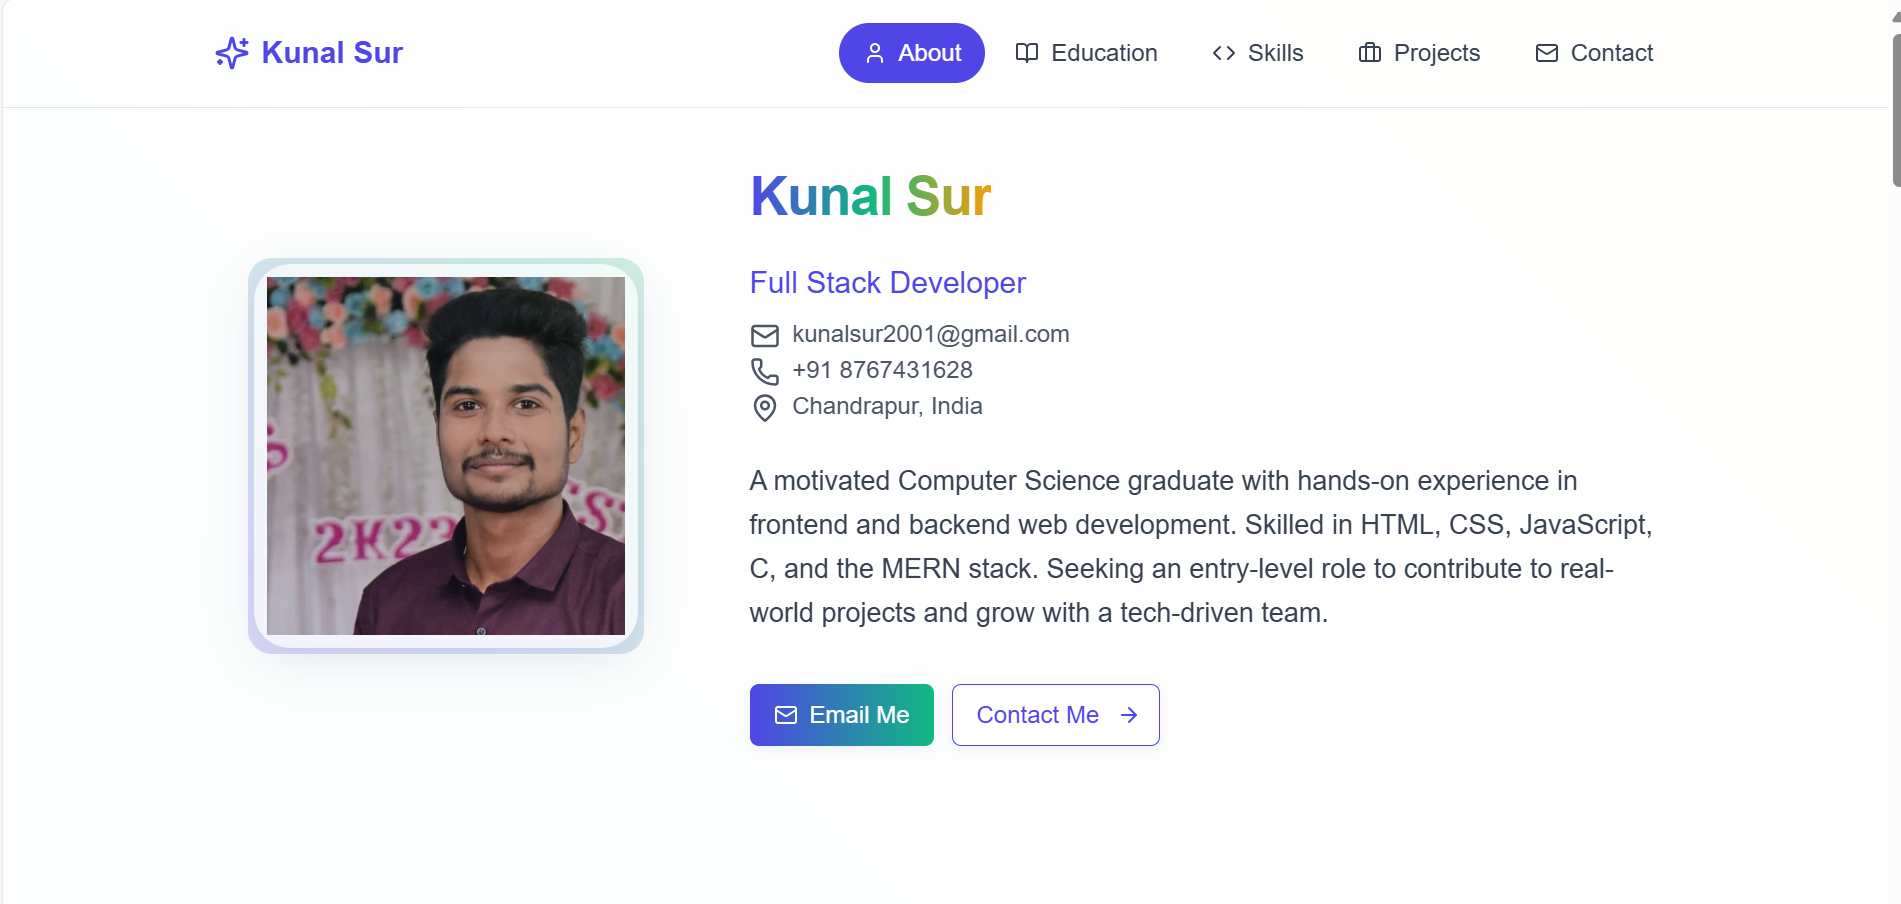 Kunal Sur
About
Education
Skills
Projects
Contact
Kunal Sur
Full Stack Developer
kunalsur2001@gmail.com
+91 8767431628
Chandrapur, India
2K23
A motivated Computer Science graduate with hands-on experience in
frontend and backend web development. Skilled in HTML, CSS, JavaScript,
C, and the MERN stack. Seeking an entry-level role to contribute to real-
world projects and grow with a tech-driven team.
Email Me
Contact Me